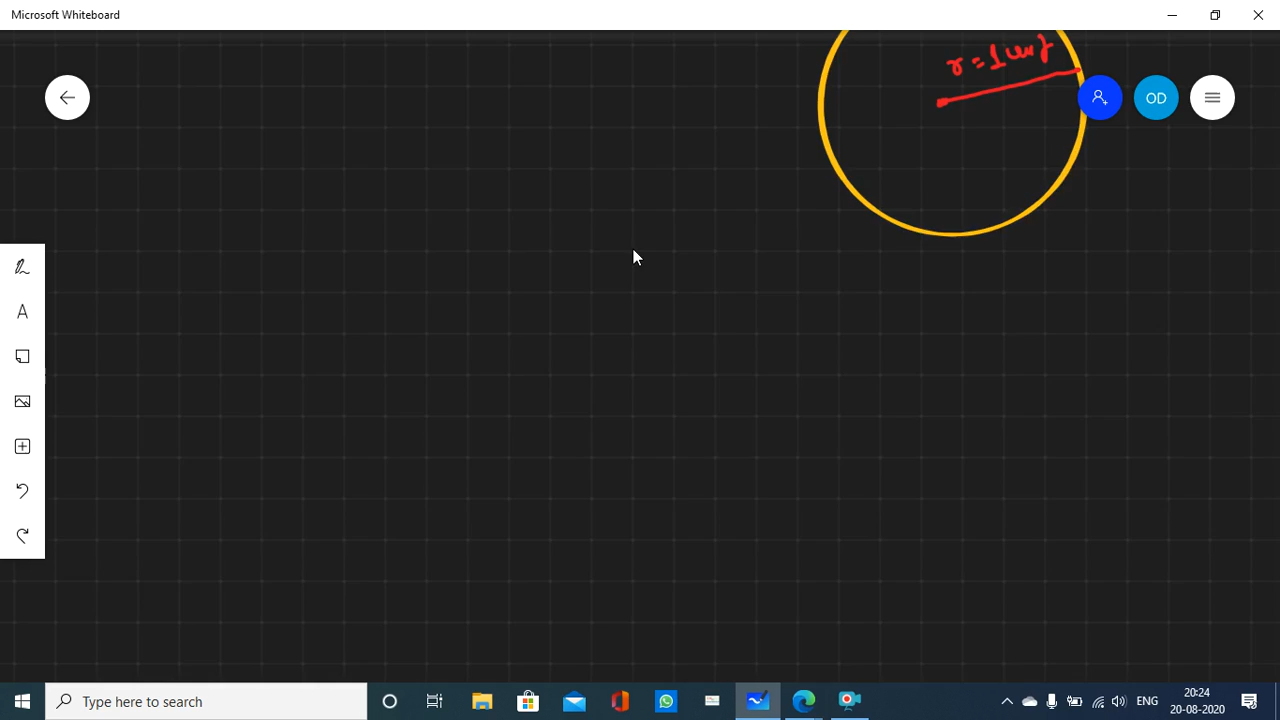 Microsoft Whiteboard
r = 1 unit
OD
A
Type here to search
ENG
20:24
20-08-2020